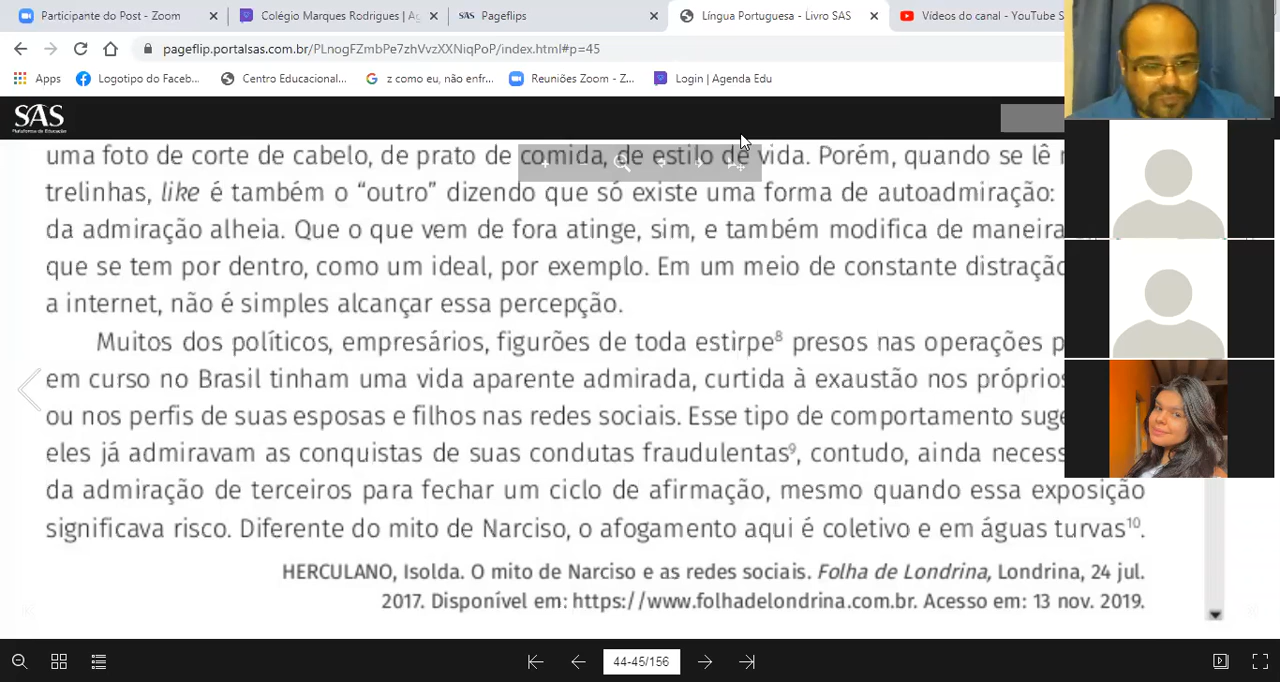 Participante do Post - Zoom
Colégio Marques Rodrigues | Ag
SAS Pageflips
Língua Portuguesa - Livro SAS
Vídeos do canal - YouTube S
pageflip.portalsas.com.br/PLnogFZmbPe7zhVvzXXNiqPoP/index.html#p=45
Apps
Logotipo do Faceb...
Centro Educacional...
z como eu, não enfr...
Reuniões Zoom - Z...
Login | Agenda Edu
SAS
Plataforma de Educação
uma foto de corte de cabelo, de prato de comida, de estilo de vida. Porém, quando se lê
trelinhas, like é também o “outro” dizendo que só existe uma forma de autoadmiração:
da admiração alheia. Que o que vem de fora atinge, sim, e também modifica de maneira
que se tem por dentro, como um ideal, por exemplo. Em um meio de constante distração
a internet, não é simples alcançar essa percepção.
Muitos dos políticos, empresários, figurões de toda estirpe⁸ presos nas operações p
em curso no Brasil tinham uma vida aparente admirada, curtida à exaustão nos próprios
ou nos perfis de suas esposas e filhos nas redes sociais. Esse tipo de comportamento suge
eles já admiravam as conquistas de suas condutas fraudulentas⁹, contudo, ainda necess
da admiração de terceiros para fechar um ciclo de afirmação, mesmo quando essa exposição
significava risco. Diferente do mito de Narciso, o afogamento aqui é coletivo e em águas turvas¹⁰.
HERCULANO, Isolda. O mito de Narciso e as redes sociais. Folha de Londrina, Londrina, 24 jul.
2017. Disponível em: https://www.folhadelondrina.com.br. Acesso em: 13 nov. 2019.
44-45/156